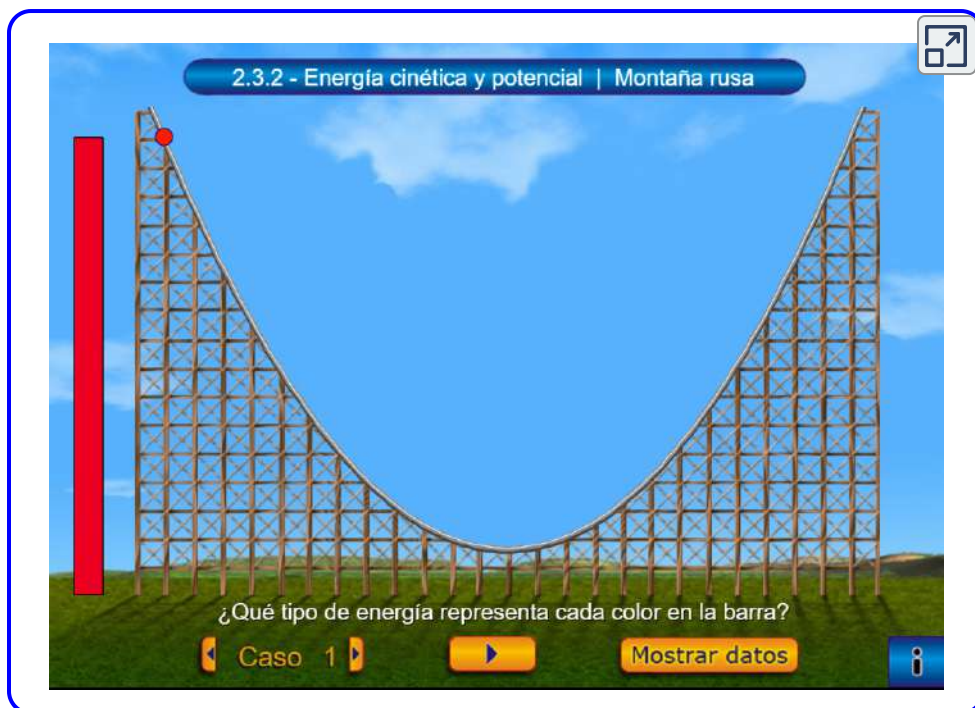 2.3.2 - Energía cinética y potencial | Montaña rusa
¿Qué tipo de energía representa cada color en la barra?
Caso 1
Mostrar datos
i